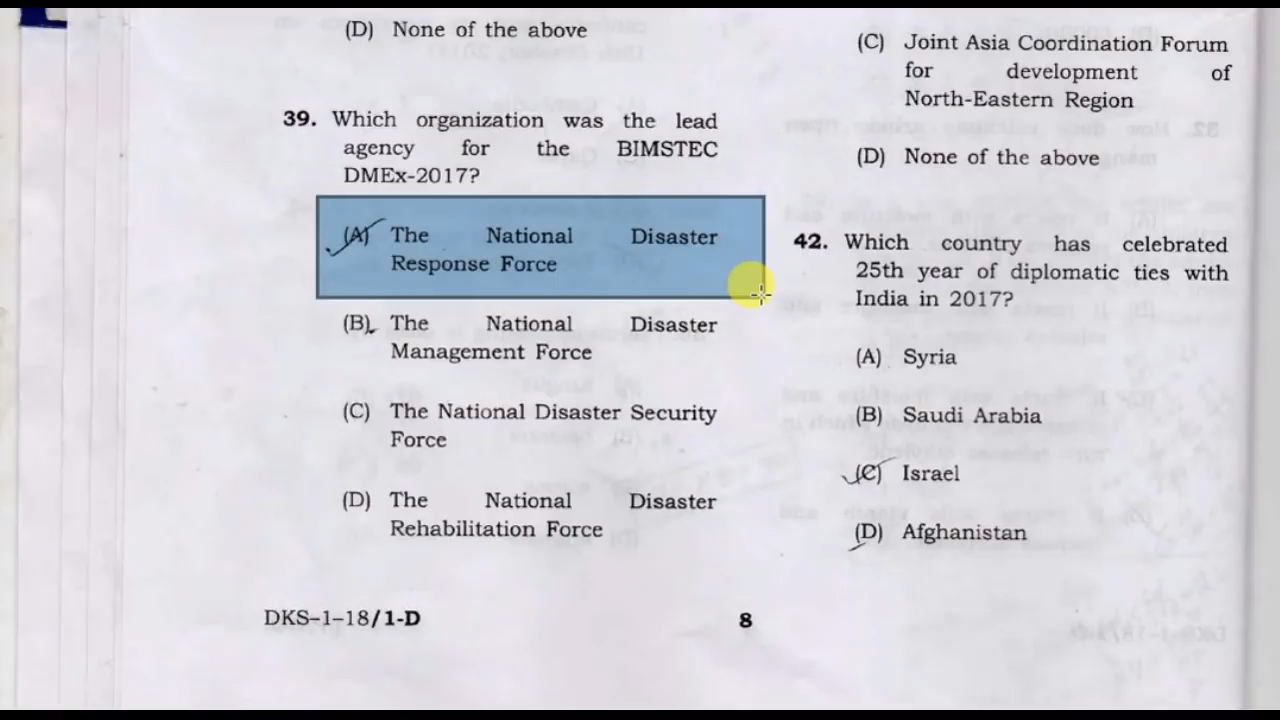 (D) None of the above
39. Which organization was the lead
agency for the BIMSTEC
DMEx-2017?
(A) The National Disaster
Response Force
(B) The National Disaster
Management Force
(C) The National Disaster Security
Force
(D) The National Disaster
Rehabilitation Force
(C) Joint Asia Coordination Forum
for development of
North-Eastern Region
(D) None of the above
42. Which country has celebrated
25th year of diplomatic ties with
India in 2017?
(A) Syria
(B) Saudi Arabia
(C) Israel
(D) Afghanistan
DKS-1-18/1-D
8